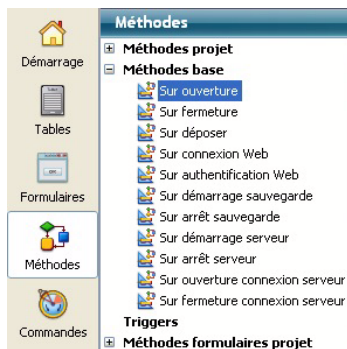 Méthodes
Méthodes projet
Méthodes base
Sur ouverture
Sur fermeture
Sur déposer
Sur connexion Web
Sur authentification Web
Sur démarrage sauvegarde
Sur arrêt sauvegarde
Sur démarrage serveur
Sur arrêt serveur
Sur ouverture connexion serveur
Sur fermeture connexion serveur
Triggers
Méthodes formulaires projet
Démarrage
Tables
Formulaires
Méthodes
Commandes